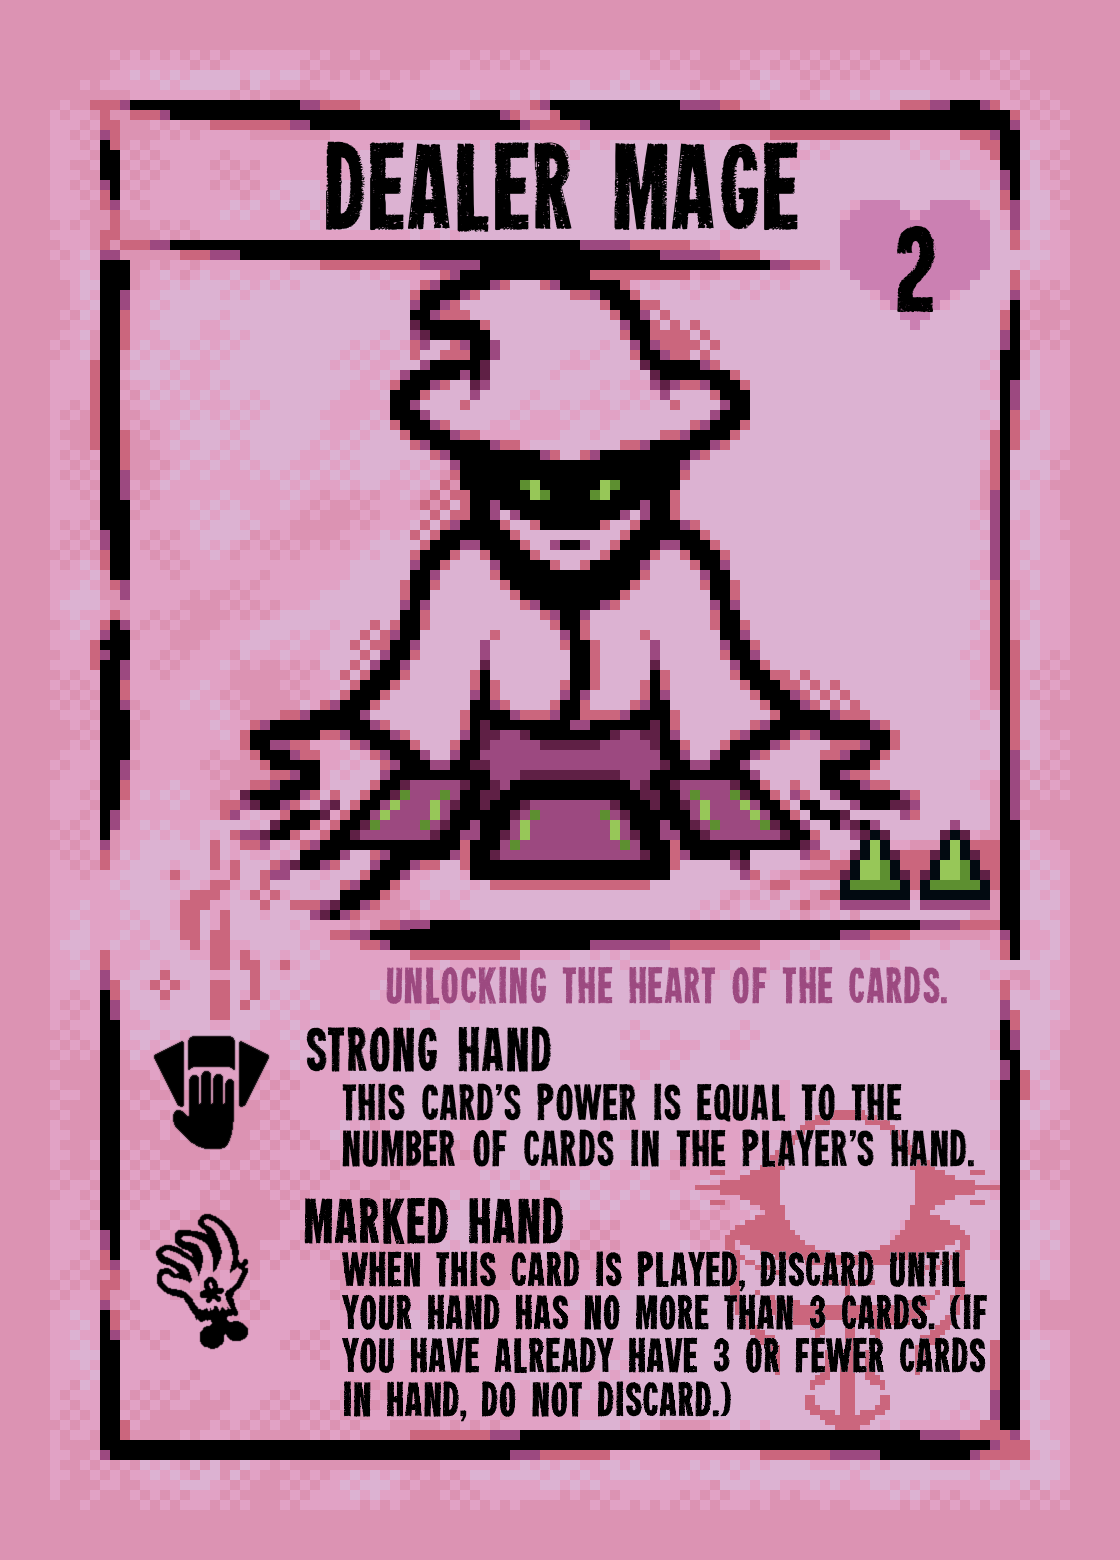 DEALER MAGE
2
UNLOCKING THE HEART OF THE CARDS.
STRONG HAND
THIS CARD'S POWER IS EQUAL TO THE
NUMBER OF CARDS IN THE PLAYER'S HAND.
MARKED HAND
WHEN THIS CARD IS PLAYED, DISCARD UNTIL
YOUR HAND HAS NO MORE THAN 3 CARDS. (IF
YOU HAVE ALREADY HAVE 3 OR FEWER CARDS
IN HAND, DO NOT DISCARD.)